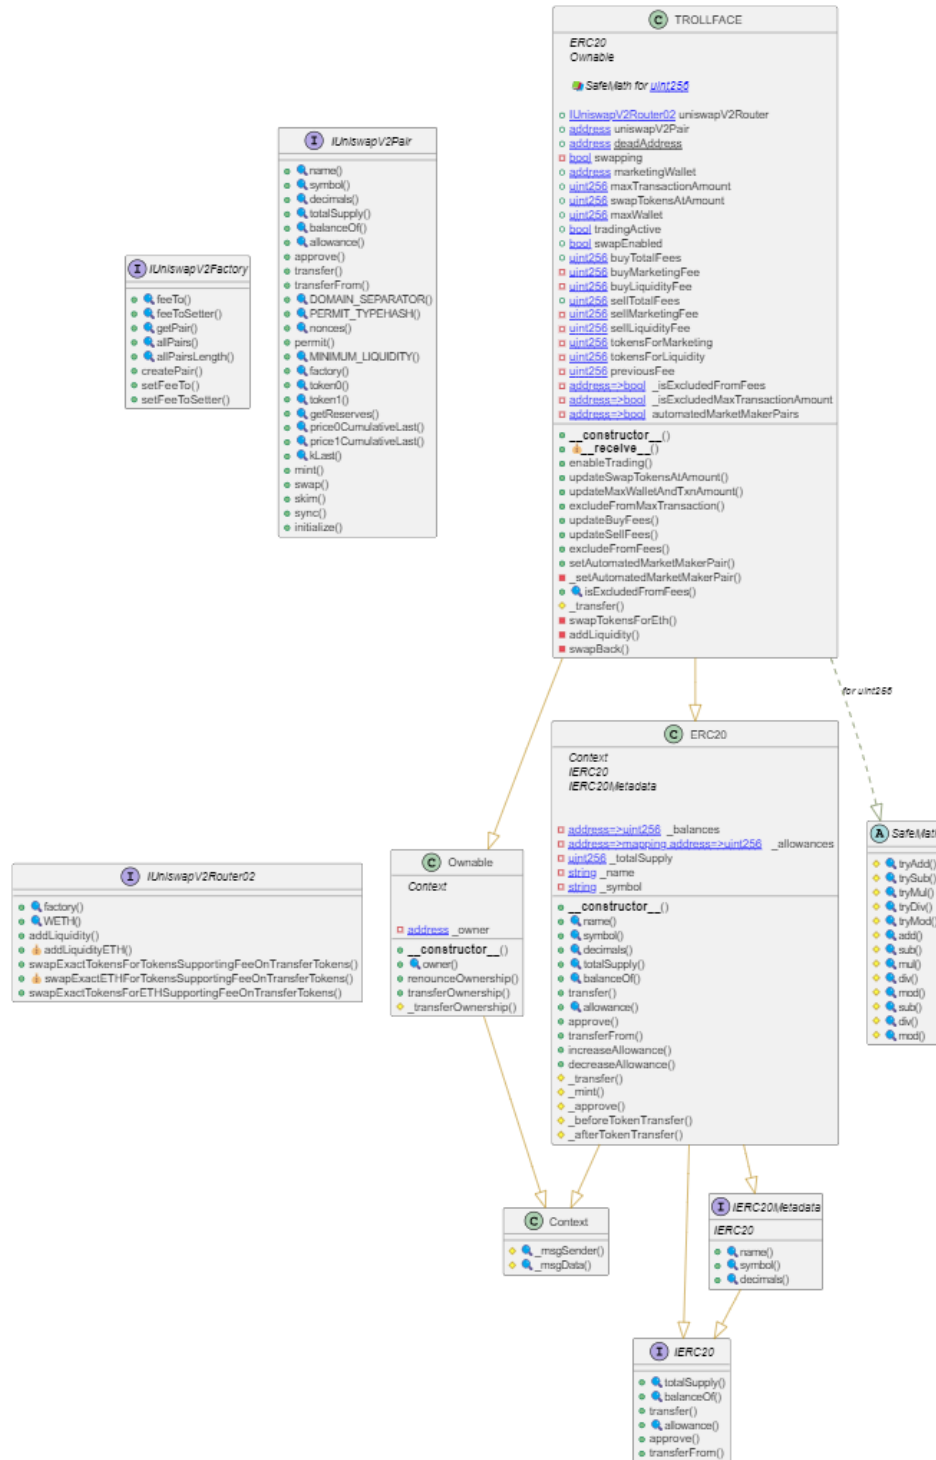 C TROLLFACE
ERC20
Ownable
SafeMath for uint256
IUniswapV2Router02 uniswapV2Router
address uniswapV2Pair
address deadAddress
bool swapping
address marketingWallet
uint256 maxTransactionAmount
uint256 swapTokensAtAmount
uint256 maxWallet
bool tradingActive
bool swapEnabled
uint256 buyTotalFees
uint256 buyMarketingFee
uint256 buyLiquidityFee
uint256 sellTotalFees
uint256 sellMarketingFee
uint256 sellLiquidityFee
uint256 tokensForMarketing
uint256 tokensForLiquidity
uint256 previousFee
address=>bool _isExcludedFromFees
address=>bool _isExcludedMaxTransactionAmount
address=>bool automatedMarketMakerPairs
__constructor__()
__receive__()
enableTrading()
updateSwapTokensAtAmount()
updateMaxWalletAndTxnAmount()
excludeFromMaxTransaction()
updateBuyFees()
updateSellFees()
excludeFromFees()
setAutomatedMarketMakerPair()
_setAutomatedMarketMakerPair()
isExcludedFromFees()
_transfer()
swapTokensForEth()
addLiquidity()
swapBack()
I IUniswapV2Pair
name()
symbol()
decimals()
totalSupply()
balanceOf()
allowance()
approve()
transfer()
transferFrom()
DOMAIN_SEPARATOR()
PERMIT_TYPEHASH()
nonces()
permit()
MINIMUM_LIQUIDITY()
factory()
token0()
token1()
getReserves()
price0CumulativeLast()
price1CumulativeLast()
kLast()
mint()
swap()
skim()
sync()
initialize()
I IUniswapV2Factory
feeTo()
feeToSetter()
getPair()
allPairs()
allPairsLength()
createPair()
setFeeTo()
setFeeToSetter()
for uint256
C ERC20
Context
IERC20
IERC20Metadata
address=>uint256 _balances
address=>mapping address=>uint256 _allowances
uint256 _totalSupply
string _name
string _symbol
__constructor__()
name()
symbol()
decimals()
totalSupply()
balanceOf()
transfer()
allowance()
approve()
transferFrom()
increaseAllowance()
decreaseAllowance()
_transfer()
_mint()
_approve()
_beforeTokenTransfer()
_afterTokenTransfer()
A SafeMath
tryAdd()
trySub()
tryMul()
tryDiv()
tryMod()
add()
sub()
mul()
div()
mod()
sub()
div()
mod()
C Ownable
Context
address _owner
__constructor__()
owner()
renounceOwnership()
transferOwnership()
_transferOwnership()
I IUniswapV2Router02
factory()
WETH()
addLiquidity()
addLiquidityETH()
swapExactTokensForTokensSupportingFeeOnTransferTokens()
swapExactETHForTokensSupportingFeeOnTransferTokens()
swapExactTokensForETHSupportingFeeOnTransferTokens()
C Context
_msgSender()
_msgData()
I IERC20Metadata
IERC20
name()
symbol()
decimals()
I IERC20
totalSupply()
balanceOf()
transfer()
allowance()
approve()
transferFrom()